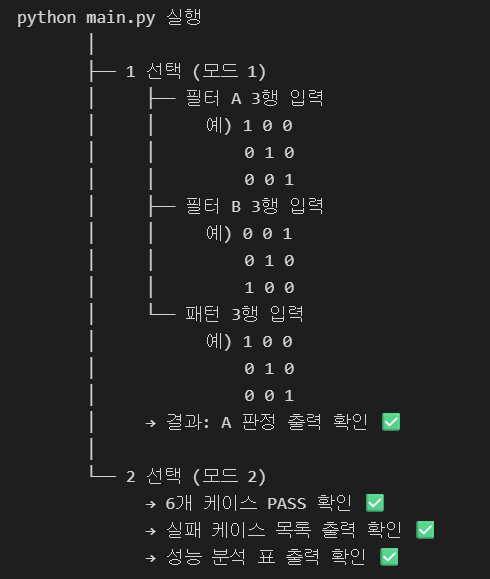 python main.py 실행
│
├── 1 선택 (모드 1)
│     ├── 필터 A 3행 입력
│     │     예) 1 0 0
│     │         0 1 0
│     │         0 0 1
│     ├── 필터 B 3행 입력
│     │     예) 0 0 1
│     │         0 1 0
│     │         1 0 0
│     └── 패턴 3행 입력
│           예) 1 0 0
│               0 1 0
│               0 0 1
│     → 결과: A 판정 출력 확인 ✅
│
└── 2 선택 (모드 2)
      → 6개 케이스 PASS 확인 ✅
      → 실패 케이스 목록 출력 확인 ✅
      → 성능 분석 표 출력 확인 ✅